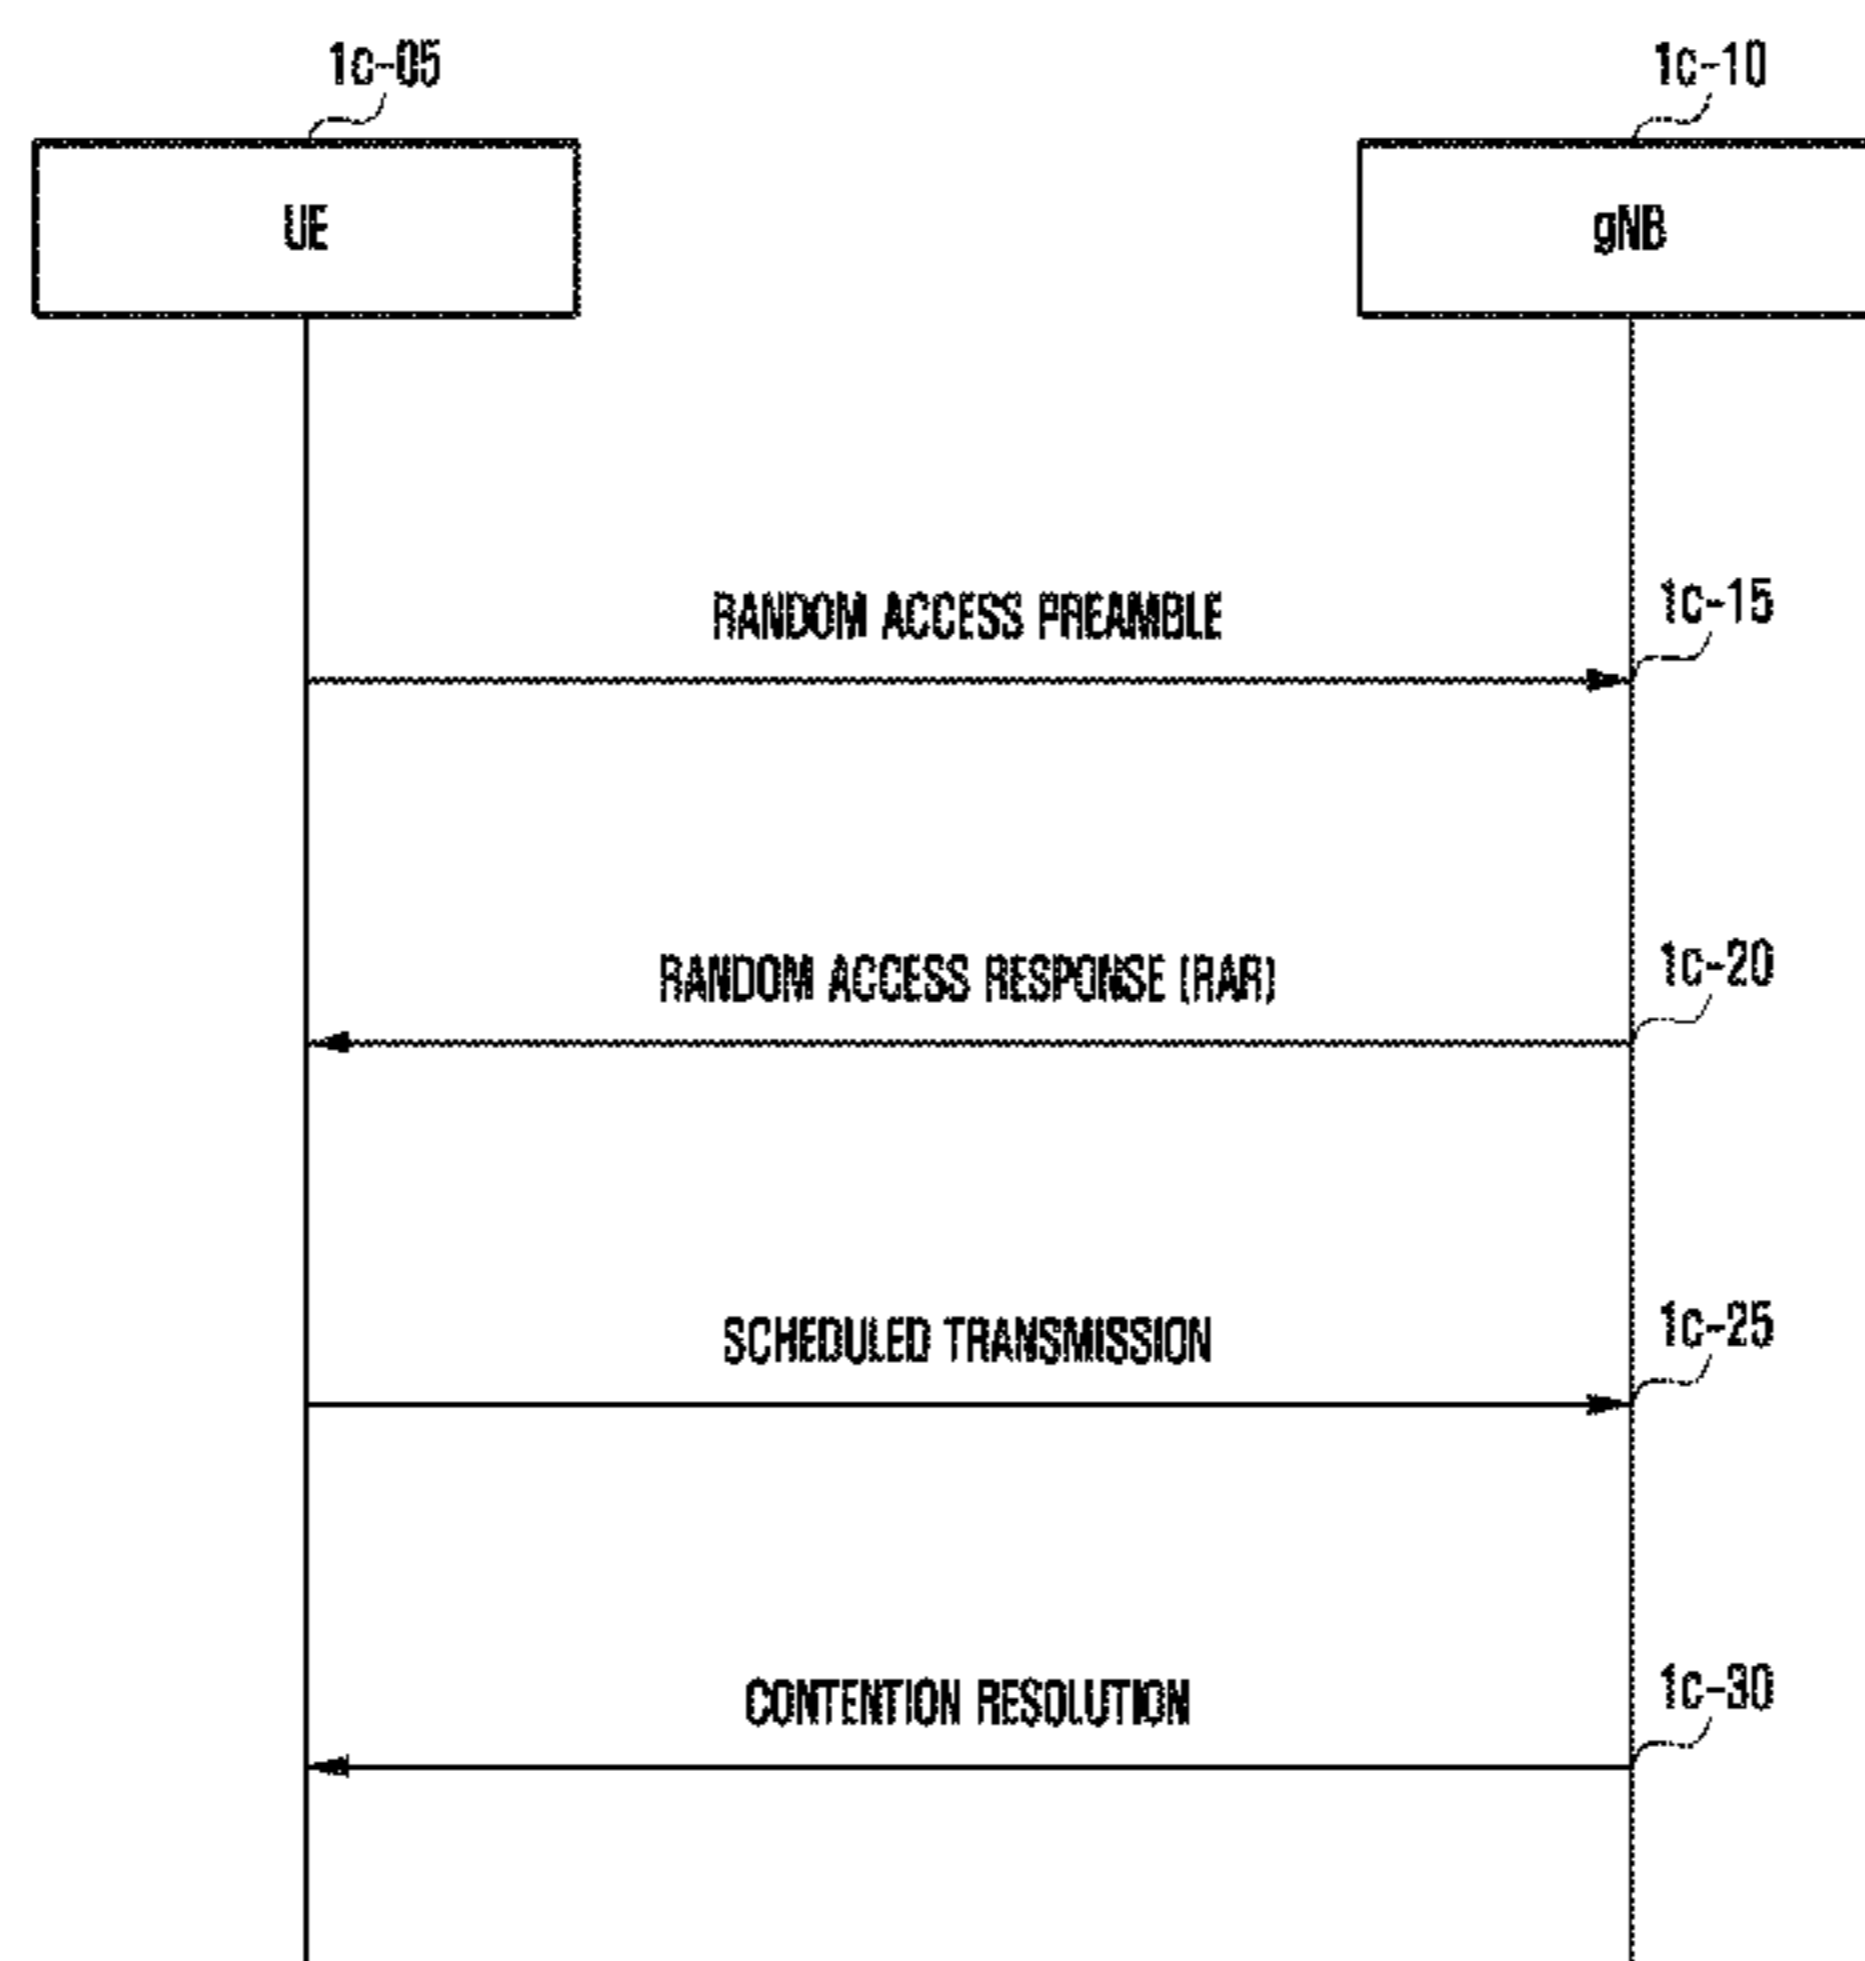 1c-05
1c-10
UE
gNB
RANDOM ACCESS PREAMBLE
1c-15
RANDOM ACCESS RESPONSE (RAR)
1c-20
SCHEDULED TRANSMISSION
1c-25
CONTENTION RESOLUTION
1c-30